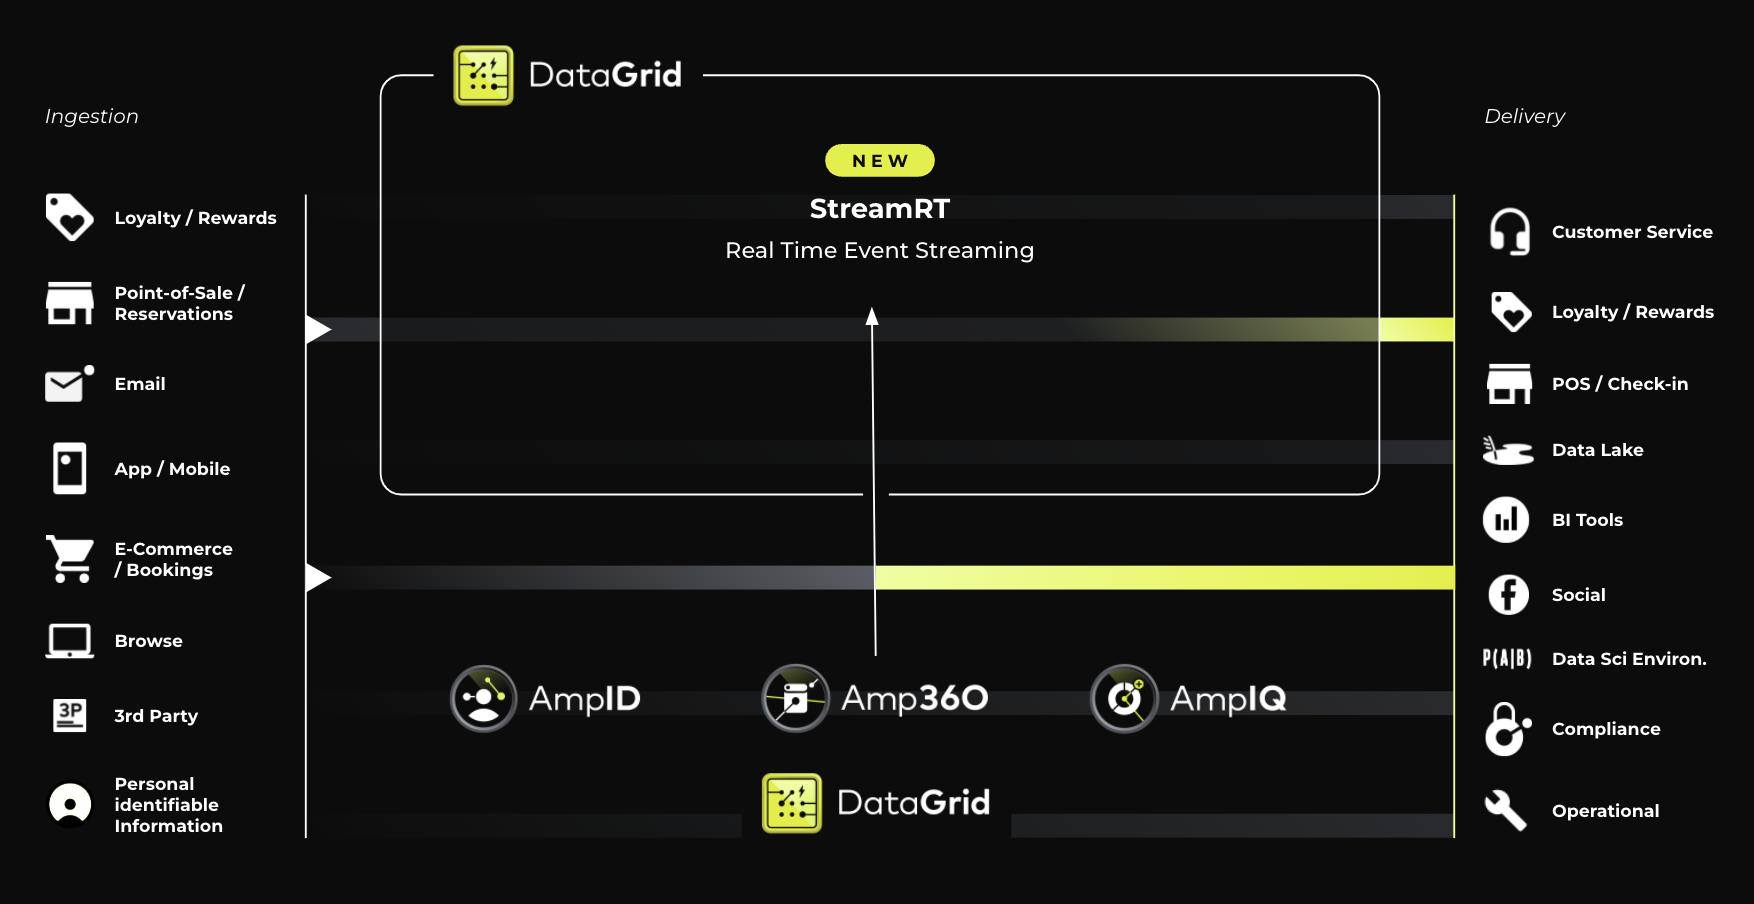 DataGrid
Ingestion
Delivery
NEW
StreamRT
Real Time Event Streaming
Loyalty / Rewards
Point-of-Sale /
Reservations
Email
App / Mobile
E-Commerce
/ Bookings
Browse
3P
3rd Party
Personal
identifiable
Information
AmpID
Amp360
AmpIQ
DataGrid
Customer Service
Loyalty / Rewards
POS / Check-in
Data Lake
BI Tools
Social
P(A|B)
Data Sci Environ.
Compliance
Operational